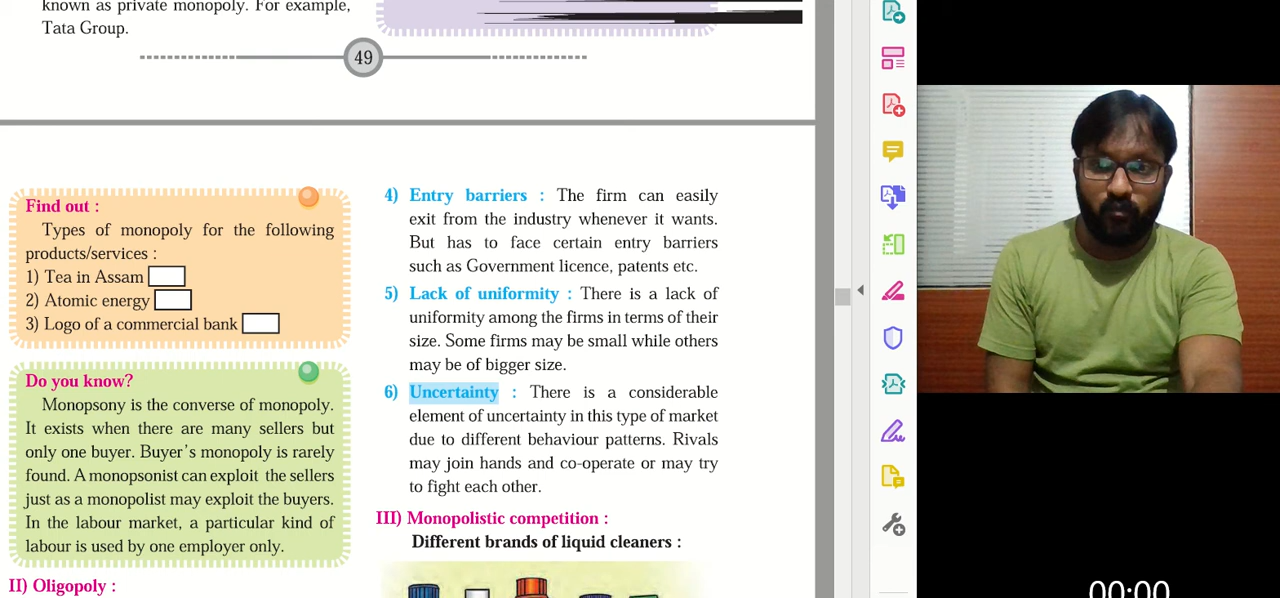 known as private monopoly. For example,
Tata Group.
49
Find out :
Types of monopoly for the following
products/services :
1) Tea in Assam
2) Atomic energy
3) Logo of a commercial bank
Do you know?
Monopsony is the converse of monopoly.
It exists when there are many sellers but
only one buyer. Buyer's monopoly is rarely
found. A monopsonist can exploit the sellers
just as a monopolist may exploit the buyers.
In the labour market, a particular kind of
labour is used by one employer only.
II) Oligopoly :
4) Entry barriers : The firm can easily
exit from the industry whenever it wants.
But has to face certain entry barriers
such as Government licence, patents etc.
5) Lack of uniformity : There is a lack of
uniformity among the firms in terms of their
size. Some firms may be small while others
may be of bigger size.
6) Uncertainty : There is a considerable
element of uncertainty in this type of market
due to different behaviour patterns. Rivals
may join hands and co-operate or may try
to fight each other.
III) Monopolistic competition :
Different brands of liquid cleaners :
00:00